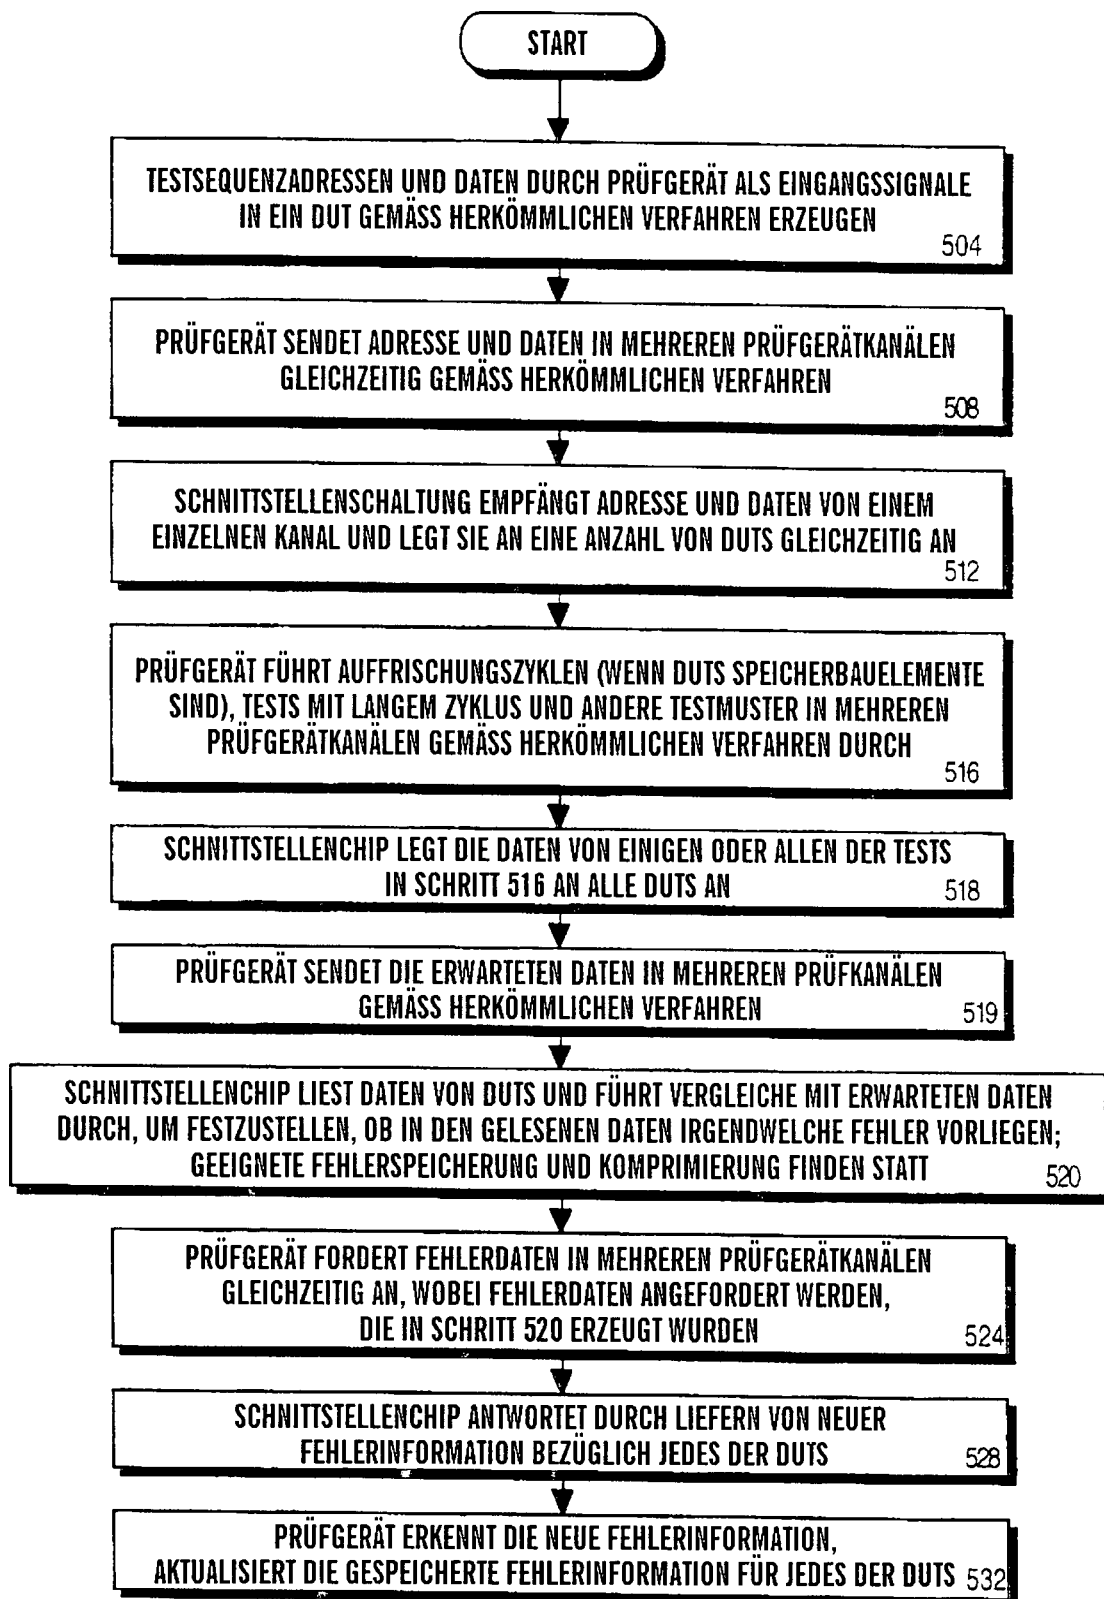 START
TESTSEQUENZADRESSEN UND DATEN DURCH PRÜFGERÄT ALS EINGANGSSIGNALE
IN EIN DUT GEMÄSS HERKÖMMLICHEN VERFAHREN ERZEUGEN
504
PRÜFGERÄT SENDET ADRESSE UND DATEN IN MEHREREN PRÜFGERÄTKANÄLEN
GLEICHZEITIG GEMÄSS HERKÖMMLICHEN VERFAHREN
508
SCHNITTSTELLENSCHALTUNG EMPFÄNGT ADRESSE UND DATEN VON EINEM
EINZELNEN KANAL UND LEGT SIE AN EINE ANZAHL VON DUTS GLEICHZEITIG AN
512
PRÜFGERÄT FÜHRT AUFFRISCHUNGSZYKLEN (WENN DUTS SPEICHERBAUELEMENTE
SIND), TESTS MIT LANGEM ZYKLUS UND ANDERE TESTMUSTER IN MEHREREN
PRÜFGERÄTKANÄLEN GEMÄSS HERKÖMMLICHEN VERFAHREN DURCH
516
SCHNITTSTELLENCHIP LEGT DIE DATEN VON EINIGEN ODER ALLEN DER TESTS
IN SCHRITT 516 AN ALLE DUTS AN
518
PRÜFGERÄT SENDET DIE ERWARTETEN DATEN IN MEHREREN PRÜFKANÄLEN
GEMÄSS HERKÖMMLICHEN VERFAHREN
519
SCHNITTSTELLENCHIP LIEST DATEN VON DUTS UND FÜHRT VERGLEICHE MIT ERWARTETEN DATEN
DURCH, UM FESTZUSTELLEN, OB IN DEN GELESENEN DATEN IRGENDWELCHE FEHLER VORLIEGEN;
GEEIGNETE FEHLERSPEICHERUNG UND KOMPRIMIERUNG FINDEN STATT
520
PRÜFGERÄT FORDERT FEHLERDATEN IN MEHREREN PRÜFGERÄTKANÄLEN
GLEICHZEITIG AN, WOBEI FEHLERDATEN ANGEFORDERT WERDEN,
DIE IN SCHRITT 520 ERZEUGT WURDEN
524
SCHNITTSTELLENCHIP ANTWORTET DURCH LIEFERN VON NEUER
FEHLERINFORMATION BEZÜGLICH JEDES DER DUTS
528
PRÜFGERÄT ERKENNT DIE NEUE FEHLERINFORMATION,
AKTUALISIERT DIE GESPEICHERTE FEHLERINFORMATION FÜR JEDES DER DUTS
532